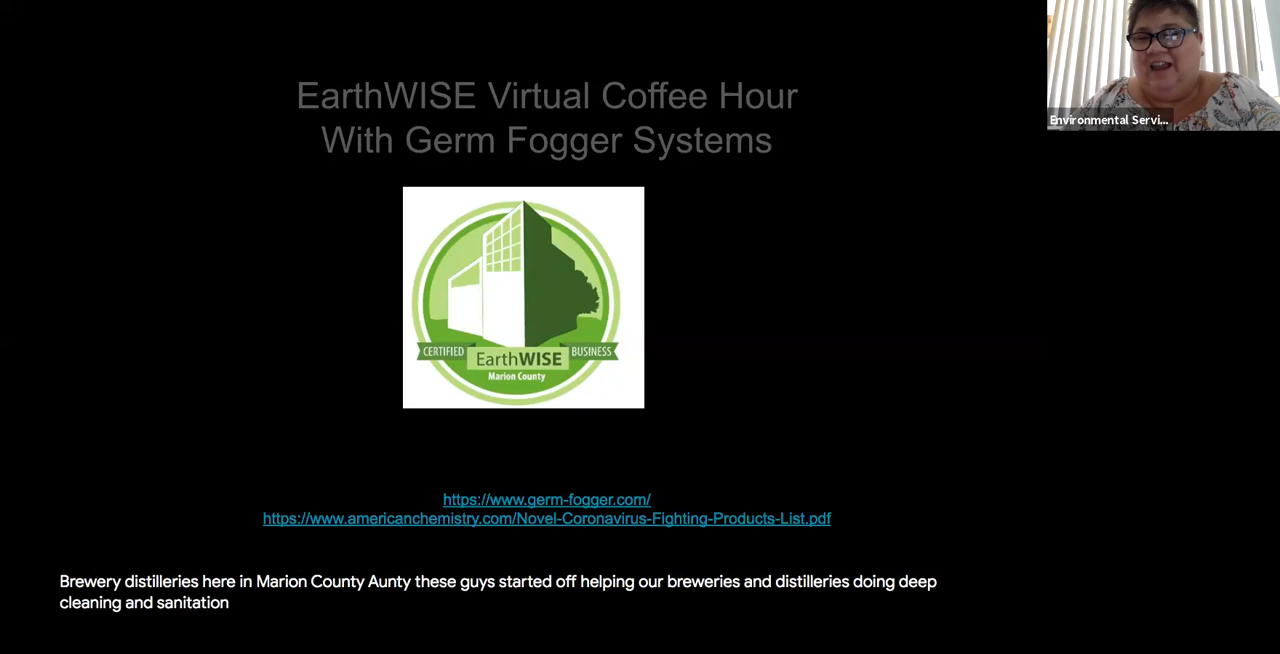 EarthWISE Virtual Coffee Hour
With Germ Fogger Systems
Environmental Servi...
CERTIFIED
EarthWISE
BUSINESS
Marion County
https://www.germ-fogger.com/
https://www.americanchemistry.com/Novel-Coronavirus-Fighting-Products-List.pdf
Brewery distilleries here in Marion County Aunty these guys started off helping our breweries and distilleries doing deep
cleaning and sanitation